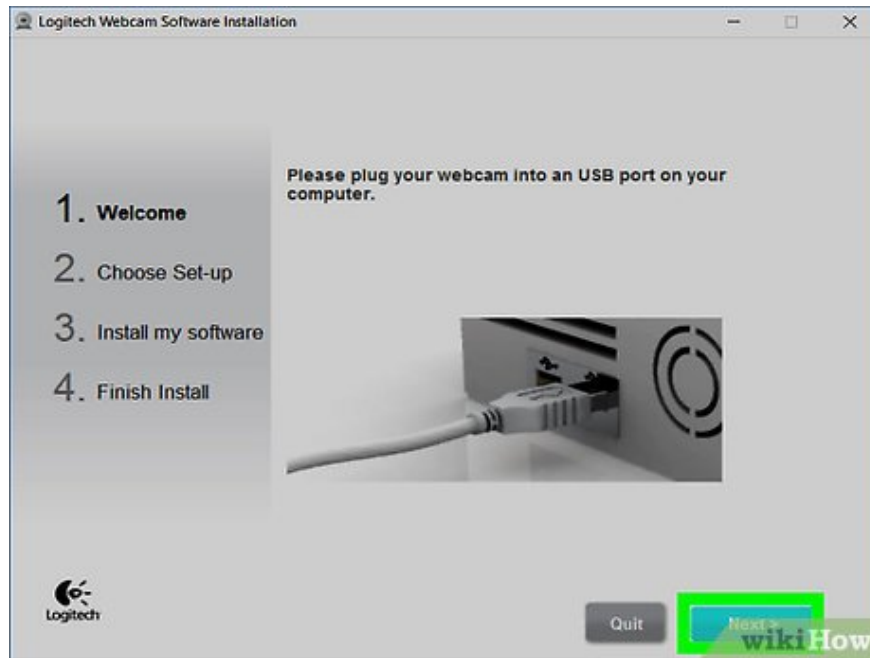 Logitech Webcam Software Installation
Please plug your webcam into an USB port on your
computer.
1. Welcome
2. Choose Set-up
3. Install my software
4. Finish Install
Logitech
Quit
Next >
wikiHow